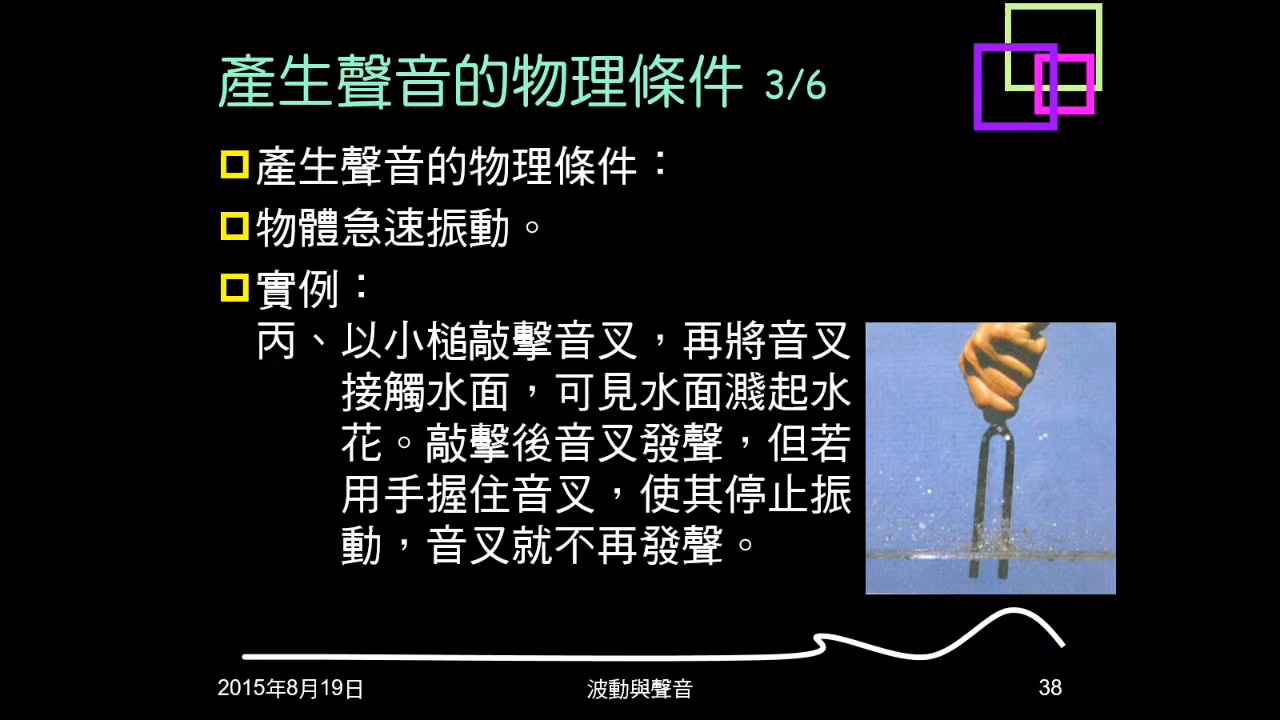 產生聲音的物理條件 3/6
產生聲音的物理條件：
物體急速振動。
實例：
丙、以小槌敲擊音叉，再將音叉
接觸水面，可見水面濺起水
花。敲擊後音叉發聲，但若
用手握住音叉，使其停止振
動，音叉就不再發聲。
2015年8月19日
波動與聲音
38